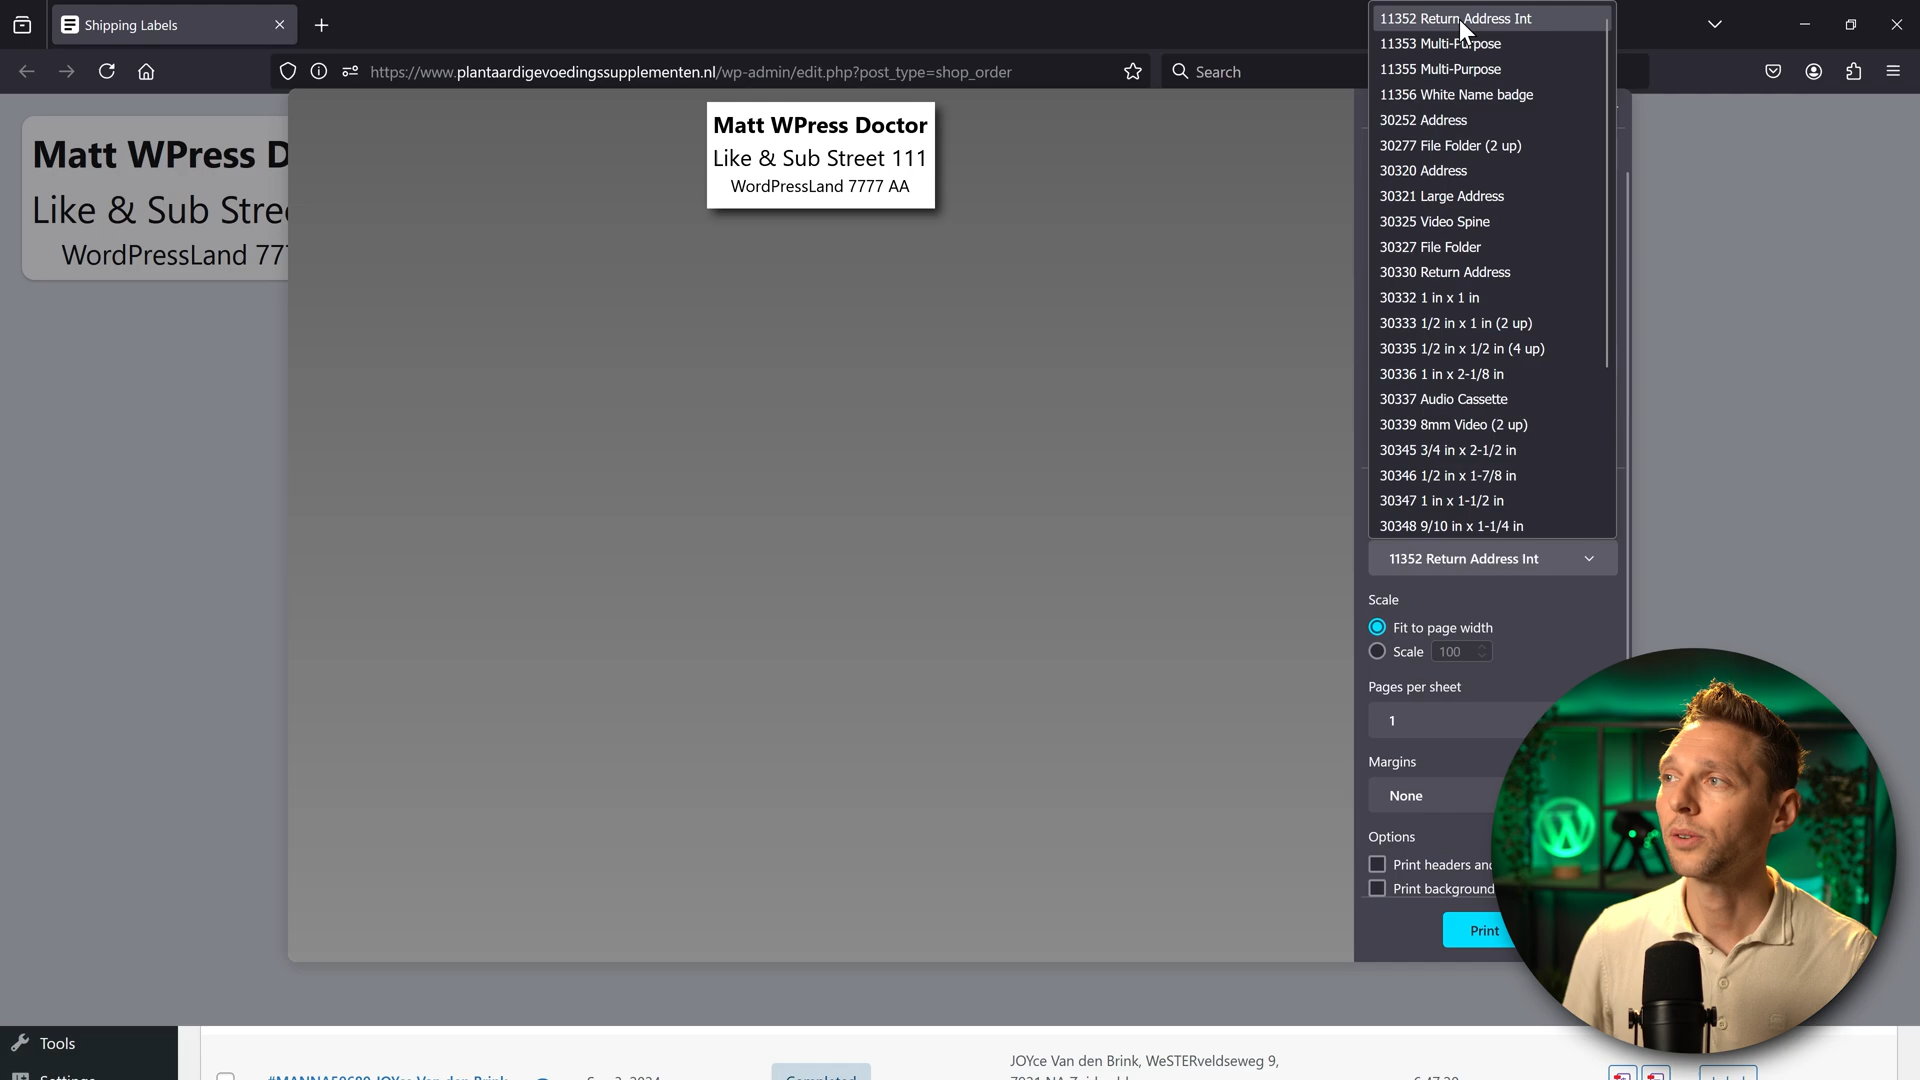 Shipping Labels
https://www.plantaardigevoedingssupplementen.nl/wp-admin/edit.php?post_type=shop_order
Search
Matt WPress D
Like & Sub Stre
WordPressLand 77
Matt WPress Doctor
Like & Sub Street 111
WordPressLand 7777 AA
11352 Return Address Int
11353 Multi-Purpose
11355 Multi-Purpose
11356 White Name badge
30252 Address
30277 File Folder (2 up)
30320 Address
30321 Large Address
30325 Video Spine
30327 File Folder
30330 Return Address
30332 1 in x 1 in
30333 1/2 in x 1 in (2 up)
30335 1/2 in x 1/2 in (4 up)
30336 1 in x 2-1/8 in
30337 Audio Cassette
30339 8mm Video (2 up)
30345 3/4 in x 2-1/2 in
30346 1/2 in x 1-7/8 in
30347 1 in x 1-1/2 in
30348 9/10 in x 1-1/4 in
11352 Return Address Int
Scale
Fit to page width
Scale 100
Pages per sheet
1
Margins
None
Options
Print headers and
Print background
Print
Tools
JOYce Van den Brink, WeSTERveldseweg 9,